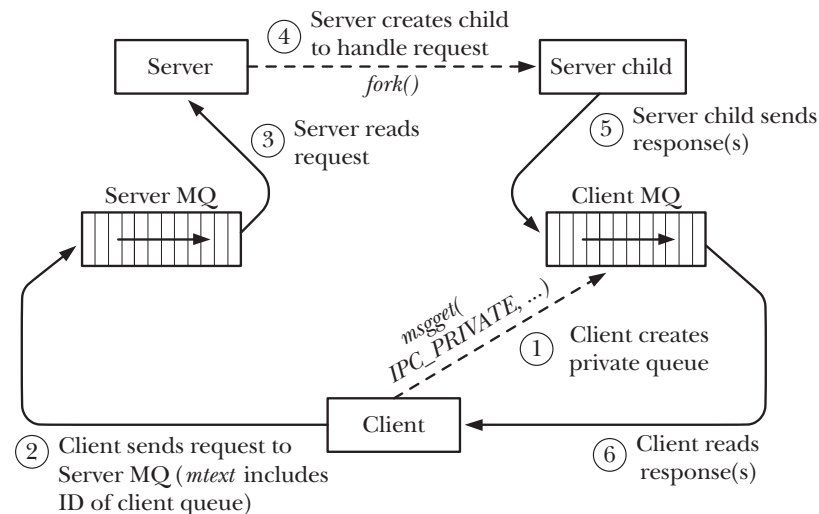 4
Server creates child
to handle request
Server
Server child
fork()
3
Server reads
request
5
Server child sends
response(s)
Server MQ
Client MQ
msgget(
IPC_PRIVATE, ...)
1
Client creates
private queue
Client
2
Client sends request to
Server MQ (mtext includes
ID of client queue)
6
Client reads
response(s)